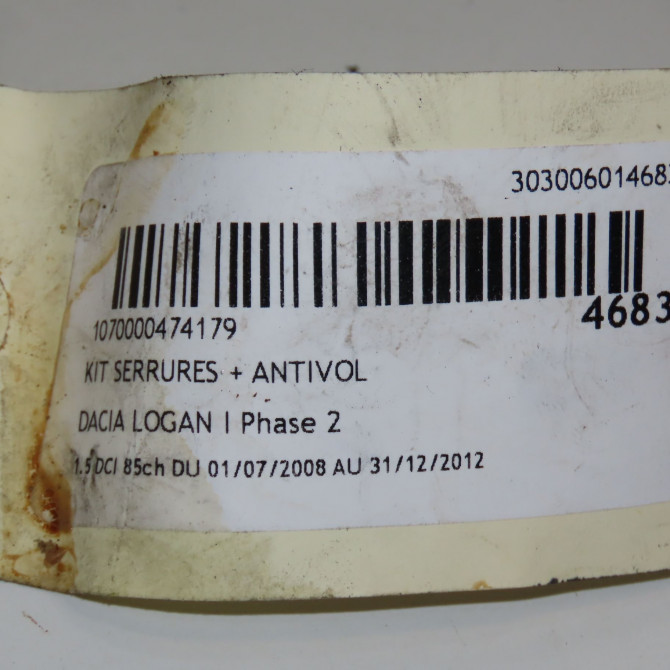 303006014683
1070000474179
4683
KIT SERRURES + ANTIVOL
DACIA LOGAN I Phase 2
1.5 DCI 85ch DU 01/07/2008 AU 31/12/2012